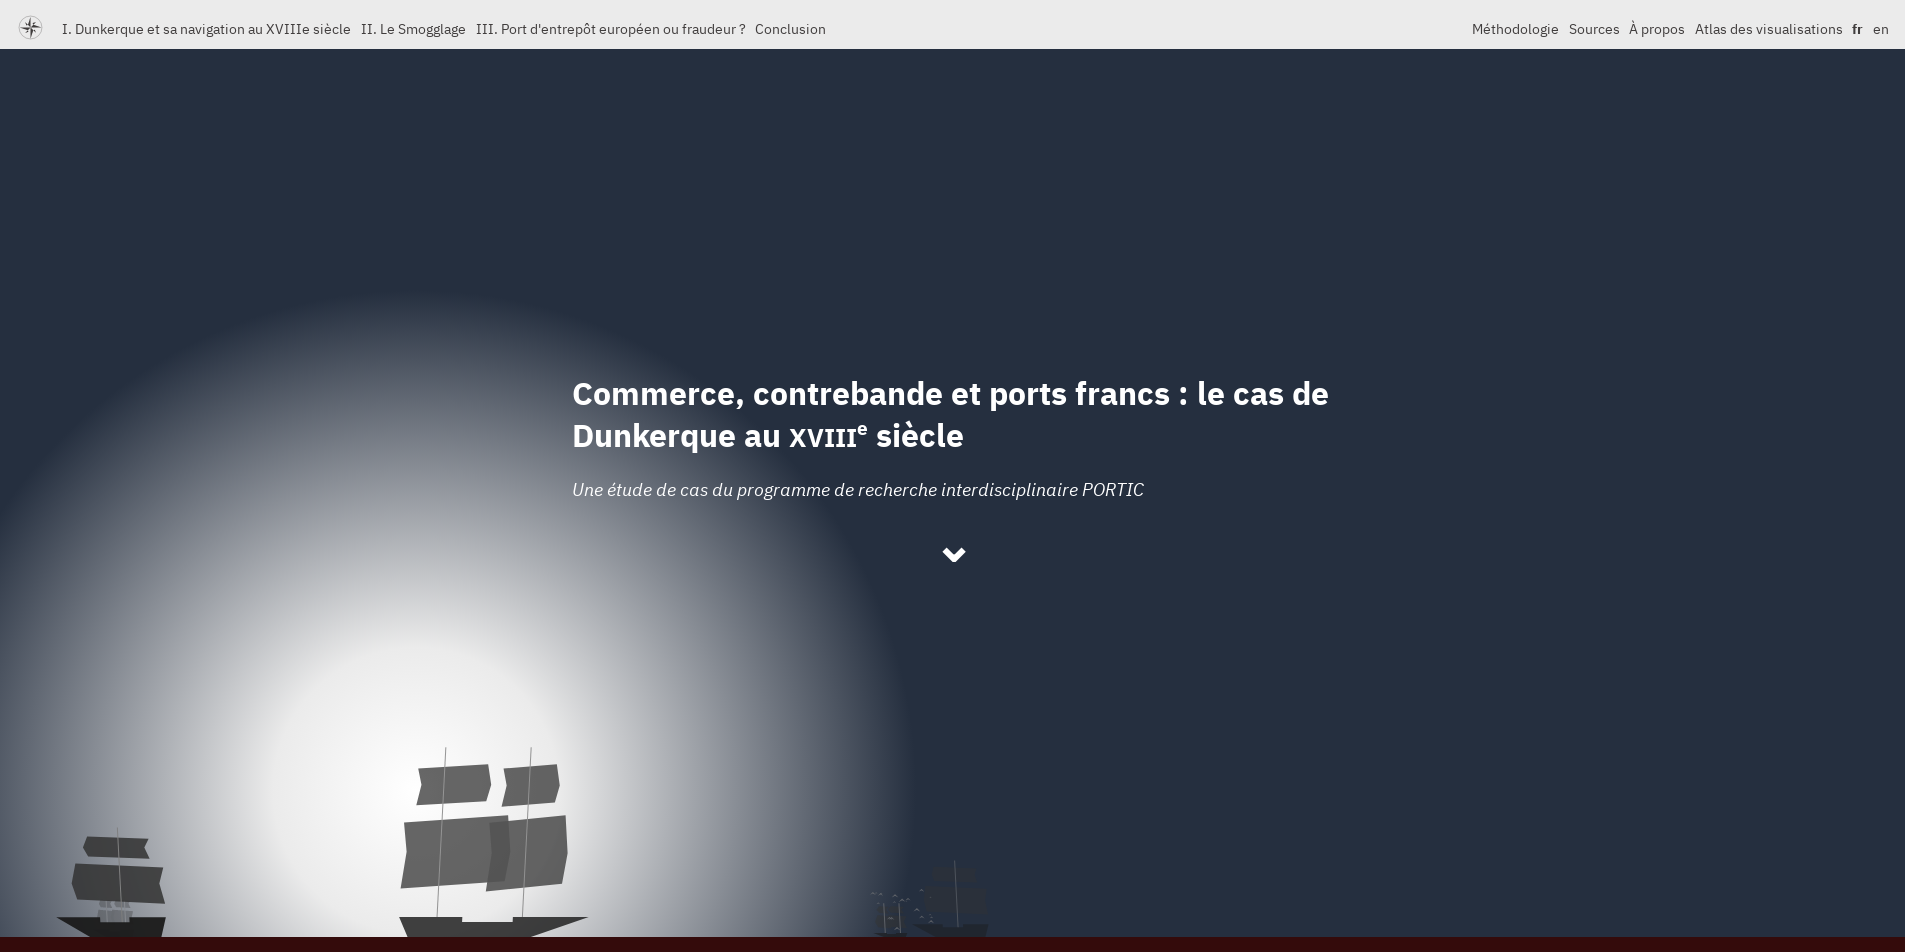 I. Dunkerque et sa navigation au XVIIIe siècle II. Le Smogglage III. Port d'entrepôt européen ou fraudeur ? Conclusion
Méthodologie Sources À propos Atlas des visualisations fr en
Commerce, contrebande et ports francs : le cas de
Dunkerque au XVIIIe siècle
Une étude de cas du programme de recherche interdisciplinaire PORTIC